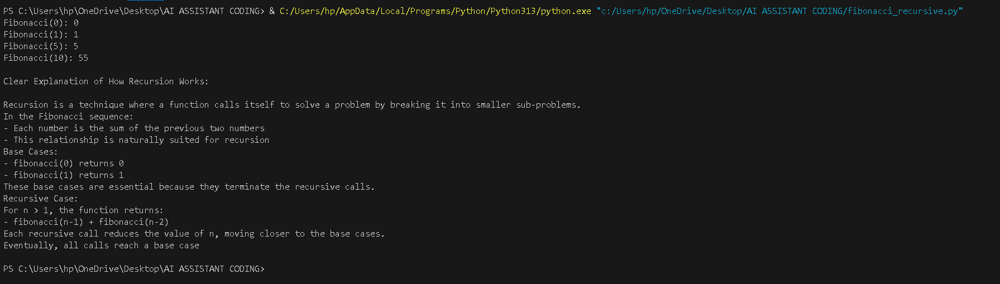 PS C:\Users\hp\OneDrive\Desktop\AI ASSISTANT CODING> & C:/Users/hp/AppData/Local/Programs/Python/Python313/python.exe "c:/Users/hp/OneDrive/Desktop/AI ASSISTANT CODING/fibonacci_recursive.py"
Fibonacci(0): 0
Fibonacci(1): 1
Fibonacci(5): 5
Fibonacci(10): 55
Clear Explanation of How Recursion Works:
Recursion is a technique where a function calls itself to solve a problem by breaking it into smaller sub-problems.
In the Fibonacci sequence:
- Each number is the sum of the previous two numbers
- This relationship is naturally suited for recursion
Base Cases:
- fibonacci(0) returns 0
- fibonacci(1) returns 1
These base cases are essential because they terminate the recursive calls.
Recursive Case:
For n > 1, the function returns:
- fibonacci(n-1) + fibonacci(n-2)
Each recursive call reduces the value of n, moving closer to the base cases.
Eventually, all calls reach a base case
PS C:\Users\hp\OneDrive\Desktop\AI ASSISTANT CODING>